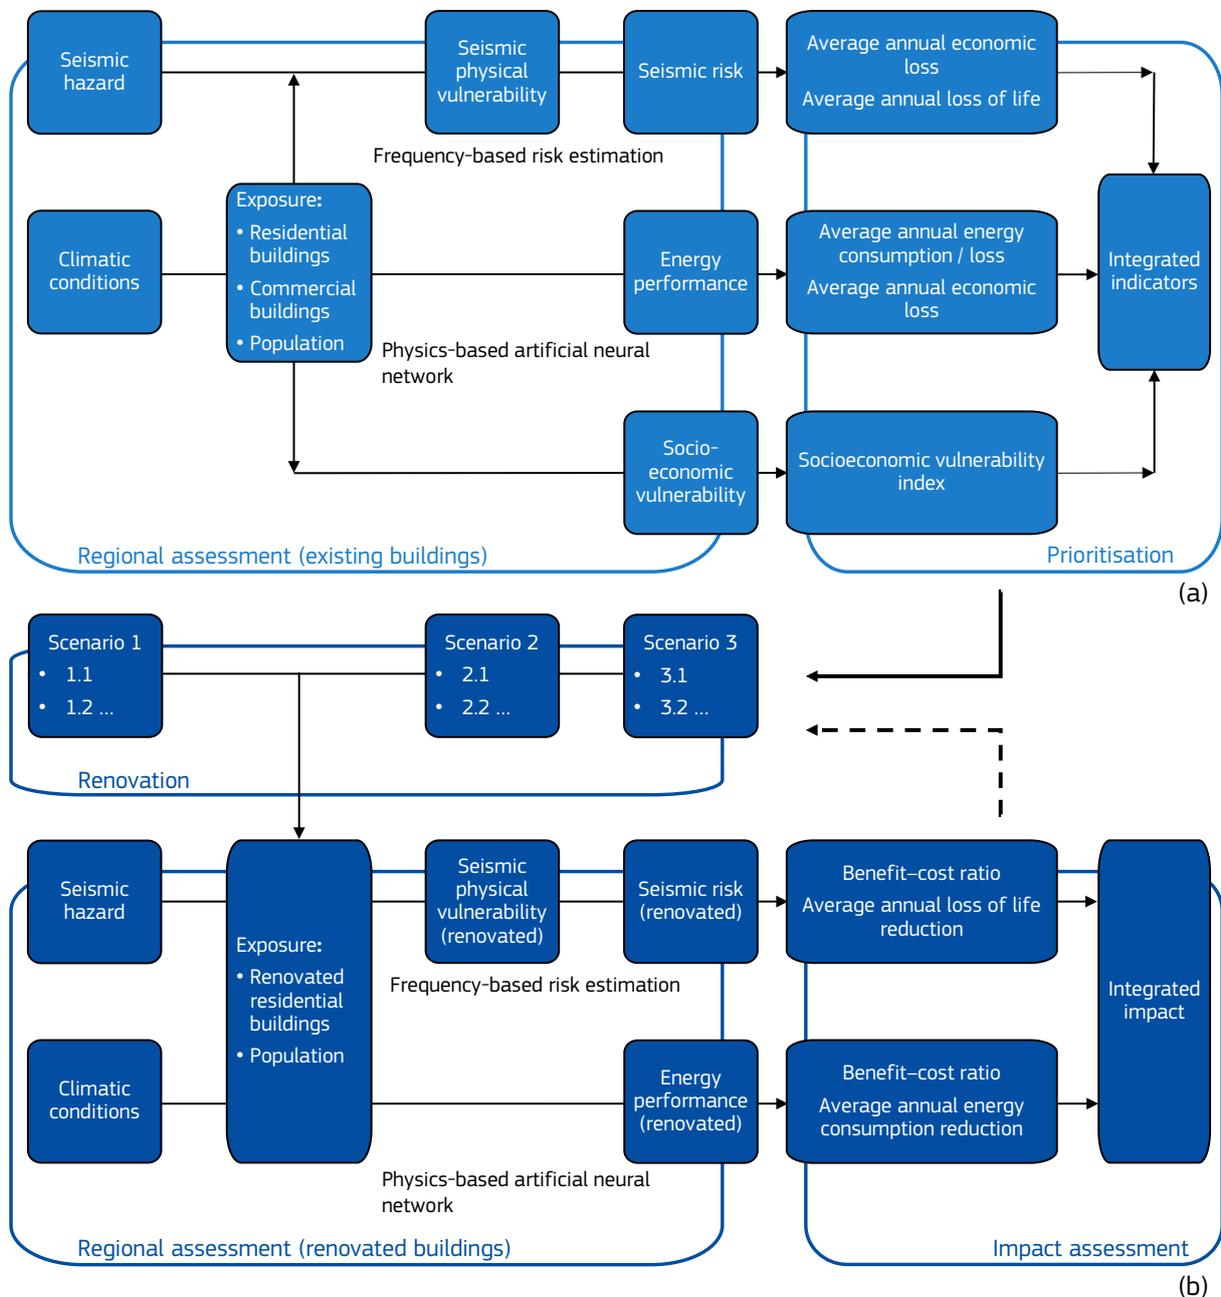 Seismic
hazard
Seismic
physical
vulnerability
Seismic risk
Average annual economic
loss
Average annual loss of life
Frequency-based risk estimation
Climatic
conditions
Exposure:
• Residential
buildings
• Commercial
buildings
• Population
Energy
performance
Average annual energy
consumption / loss
Average annual economic
loss
Integrated
indicators
Physics-based artificial neural
network
Socio-
economic
vulnerability
Socioeconomic vulnerability
index
Regional assessment (existing buildings)
Prioritisation
(a)
Scenario 1
• 1.1
• 1.2 ...
Scenario 2
• 2.1
• 2.2 ...
Scenario 3
• 3.1
• 3.2 ...
Renovation
Seismic
hazard
Exposure:
• Renovated
residential
buildings
• Population
Seismic
physical
vulnerability
(renovated)
Seismic risk
(renovated)
Benefit–cost ratio
Average annual loss of life
reduction
Frequency-based risk estimation
Integrated
impact
Climatic
conditions
Energy
performance
(renovated)
Benefit–cost ratio
Average annual energy
consumption reduction
Physics-based artificial neural
network
Regional assessment (renovated buildings)
Impact assessment
(b)